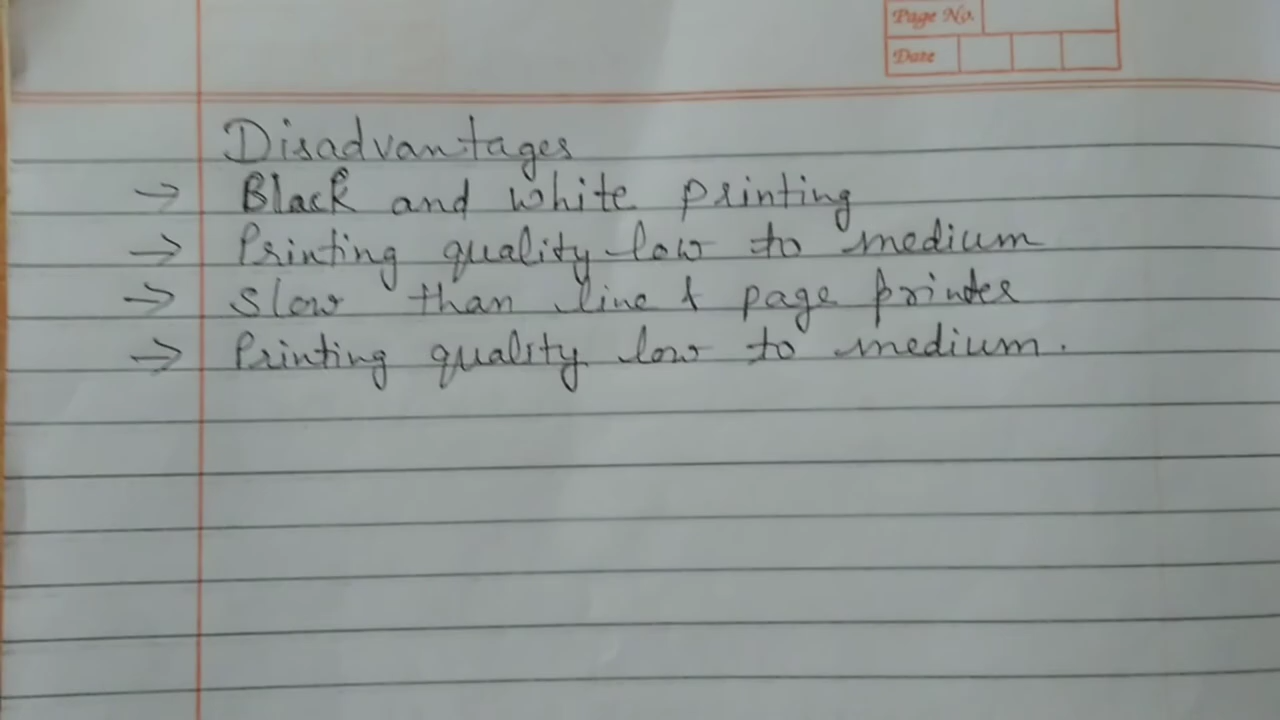 Page No.
Date
Disadvantages
→ Black and white printing
→ Printing quality low to medium
→ Slow than line & page printer
→ Printing quality low to medium.